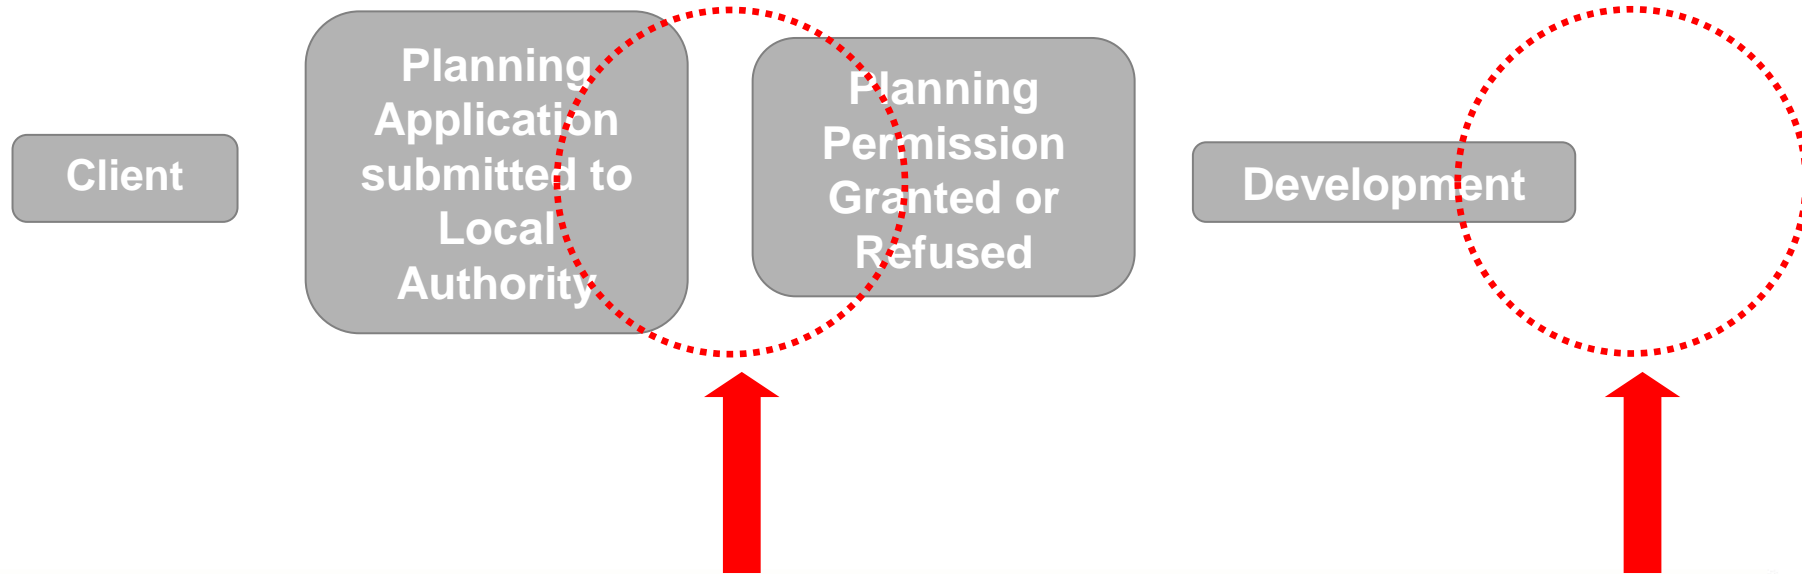 Client
Planning
Application
submitted to
Local
Authority
Planning
Permission
Granted or
Refused
Development